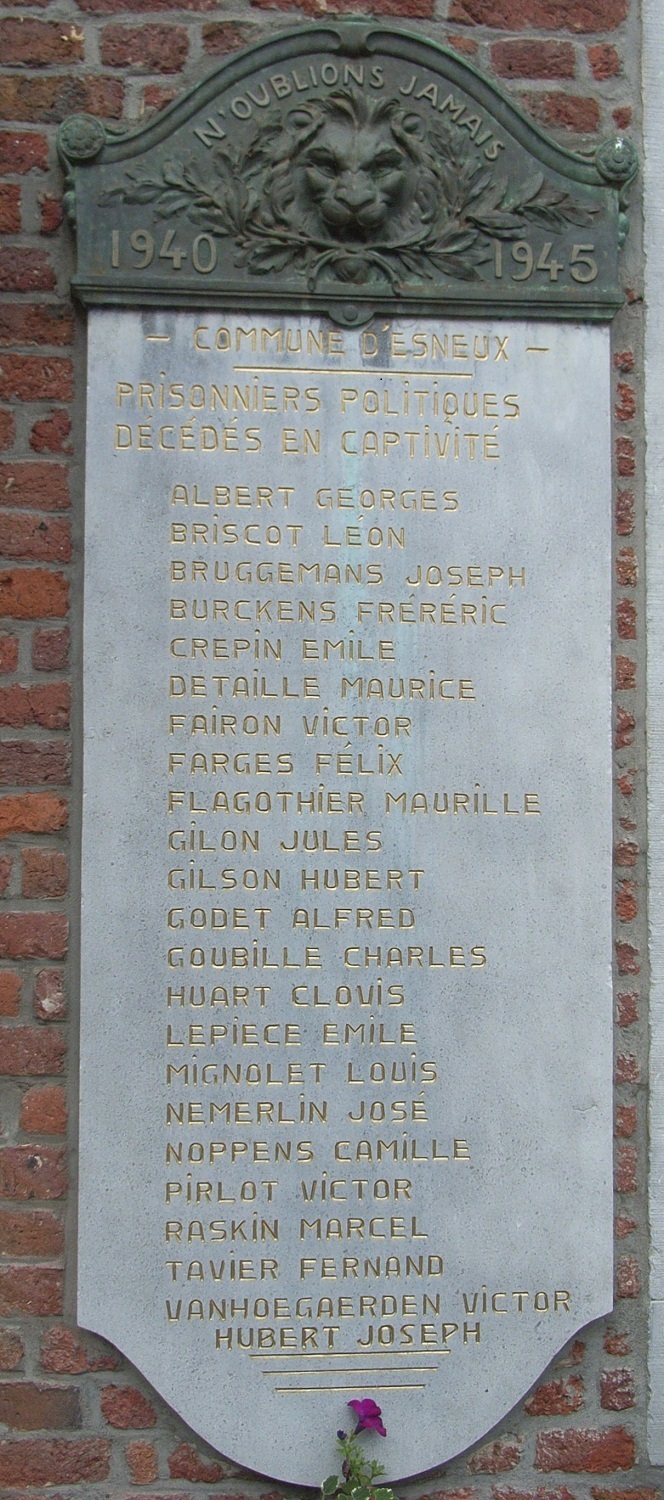 N'OUBLIONS JAMAIS
1940 1945
- COMMUNE D'ESNEUX -
PRISONNIERS POLITIQUES
DÉCÉDÉS EN CAPTIVITÉ
ALBERT GEORGES
BRISCOT LÉON
BRUGGEMANS JOSEPH
BURCKENS FRÉRÉRIC
CREPIN EMILE
DETAILLE MAURICE
FAIRON VICTOR
FARGES FÉLIX
FLAGOTHIER MAURILLE
GILON JULES
GILSON HUBERT
GODET ALFRED
GOUBILLE CHARLES
HUART CLOVIS
LEPIECE EMILE
MIGNOLET LOUIS
NEMERLIN JOSÉ
NOPPENS CAMILLE
PIRLOT VICTOR
RASKIN MARCEL
TAVIER FERNAND
VANHOEGAERDEN VICTOR
HUBERT JOSEPH